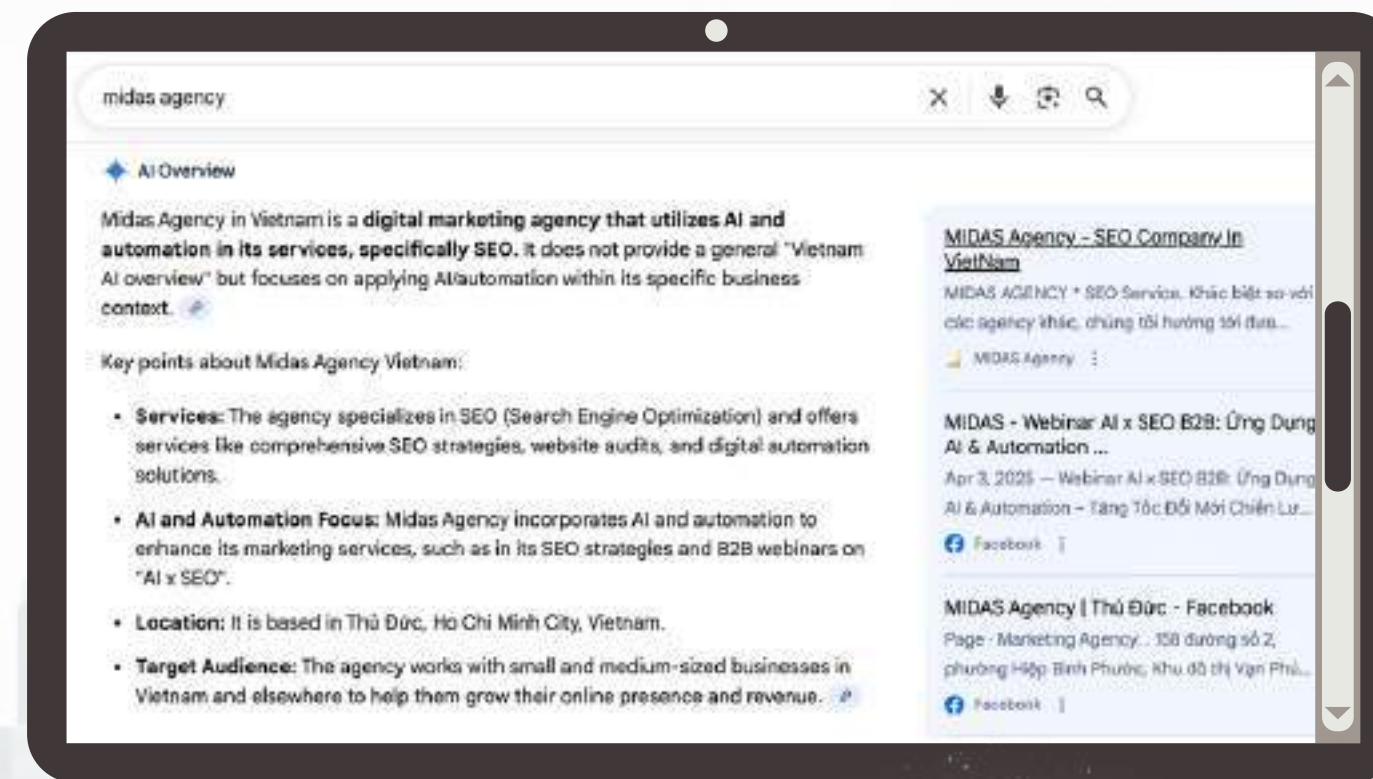 midas agency
AI Overview
Midas Agency in Vietnam is a digital marketing agency that utilizes AI and
automation in its services, specifically SEO. It does not provide a general "Vietnam
AI overview" but focuses on applying AI/automation within its specific business
context.
Key points about Midas Agency Vietnam:
• Services: The agency specializes in SEO (Search Engine Optimization) and offers
services like comprehensive SEO strategies, website audits, and digital automation
solutions.
• AI and Automation Focus: Midas Agency incorporates AI and automation to
enhance its marketing services, such as in its SEO strategies and B2B webinars on
"AI x SEO".
• Location: It is based in Thủ Đức, Ho Chi Minh City, Vietnam.
• Target Audience: The agency works with small and medium-sized businesses in
Vietnam and elsewhere to help them grow their online presence and revenue.
MIDAS Agency - SEO Company In
VietNam
MIDAS AGENCY * SEO Service. Khác biệt so với
các agency khác, chúng tôi hướng tới đưa...
MIDAS Agency
MIDAS - Webinar AI x SEO B2B: Ứng Dụng
AI & Automation ...
Apr 3, 2025 — Webinar AI x SEO B2B: Ứng Dụng
AI & Automation – Tăng Tốc Đổi Mới Chiến Lư...
Facebook
MIDAS Agency | Thủ Đức - Facebook
Page · Marketing Agency... 158 đường số 2,
phường Hiệp Bình Phước, Khu đô thị Vạn Phú...
Facebook